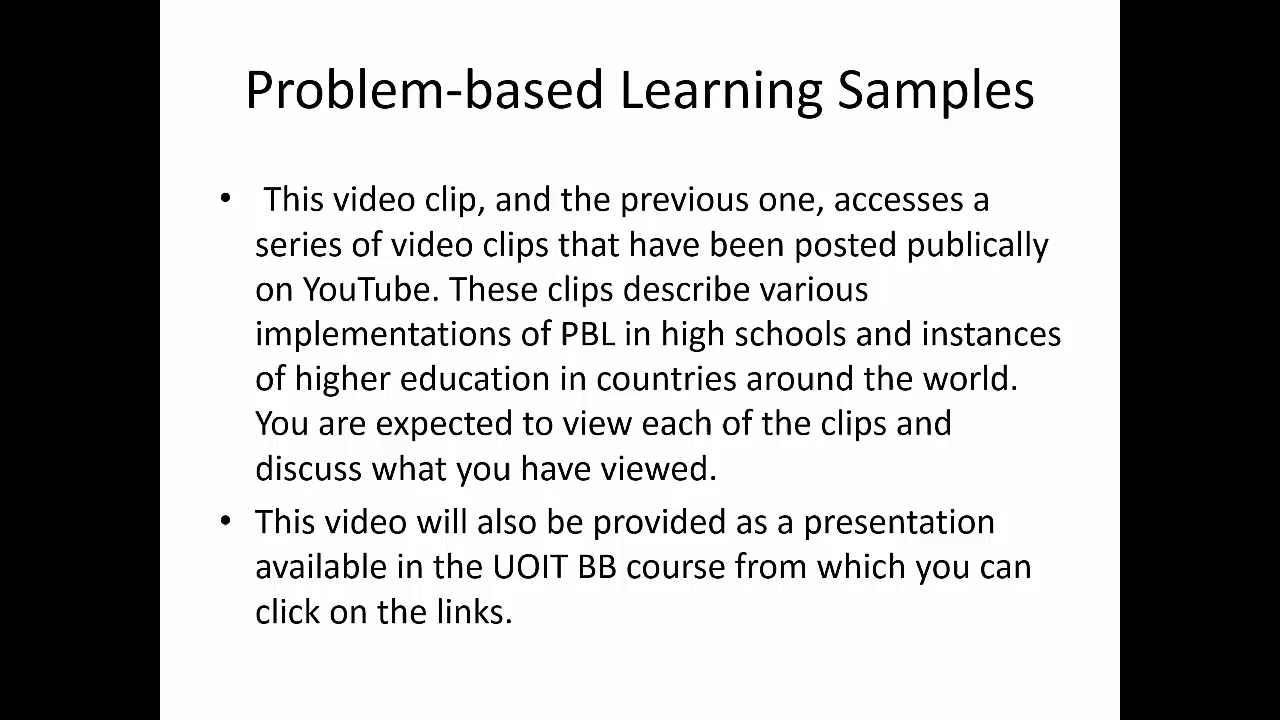 Problem-based Learning Samples
• This video clip, and the previous one, accesses a
series of video clips that have been posted publically
on YouTube. These clips describe various
implementations of PBL in high schools and instances
of higher education in countries around the world.
You are expected to view each of the clips and
discuss what you have viewed.
• This video will also be provided as a presentation
available in the UOIT BB course from which you can
click on the links.